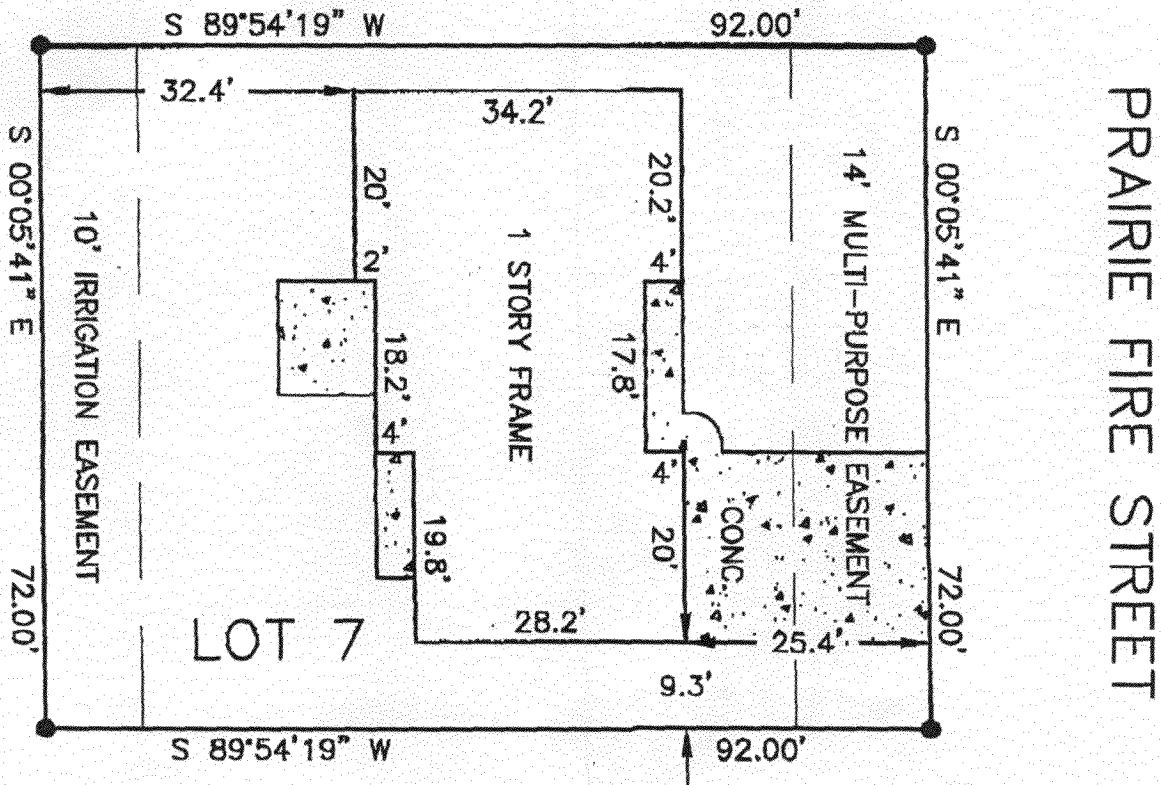 S 89°54'19" W
92.00'
32.4'
34.2'
S 00°05'41" E
10' IRRIGATION EASEMENT
72.00'
20'
2'
18.2'
4'
19.8'
1 STORY FRAME
20.2'
4'
17.8'
4'
20'
CONC.
14' MULTI-PURPOSE EASEMENT
S 00°05'41" E
72.00'
PRAIRIE FIRE STREET
LOT 7
28.2'
25.4'
9.3'
S 89°54'19" W
92.00'